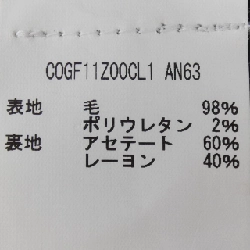 COGF11Z00CL1 AN63
表地 毛 98%
ポリウレタン 2%
裏地 アセテート 60%
レーヨン 40%